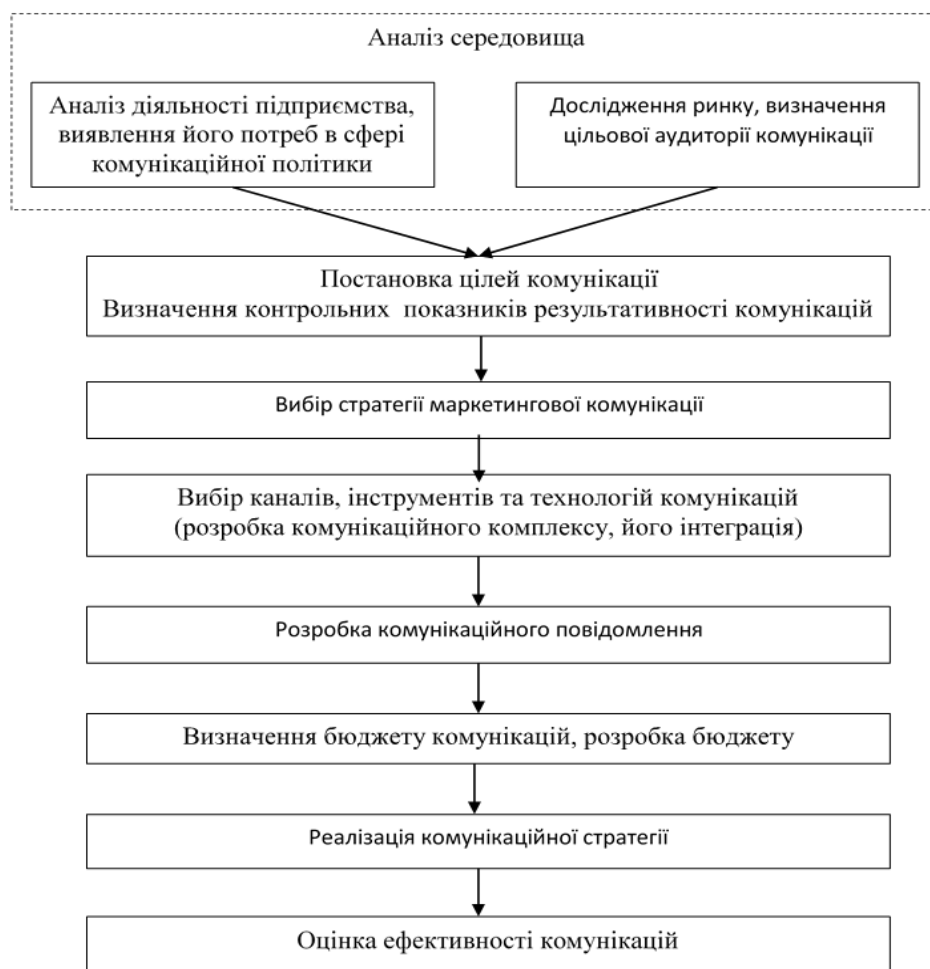 Аналіз середовища
Аналіз діяльності підприємства,
виявлення його потреб в сфері
комунікаційної політики
Дослідження ринку, визначення
цільової аудиторії комунікації
Постановка цілей комунікації
Визначення контрольних показників результативності комунікацій
Вибір стратегії маркетингової комунікації
Вибір каналів, інструментів та технологій комунікацій
(розробка комунікаційного комплексу, його інтеграція)
Розробка комунікаційного повідомлення
Визначення бюджету комунікацій, розробка бюджету
Реалізація комунікаційної стратегії
Оцінка ефективності комунікацій